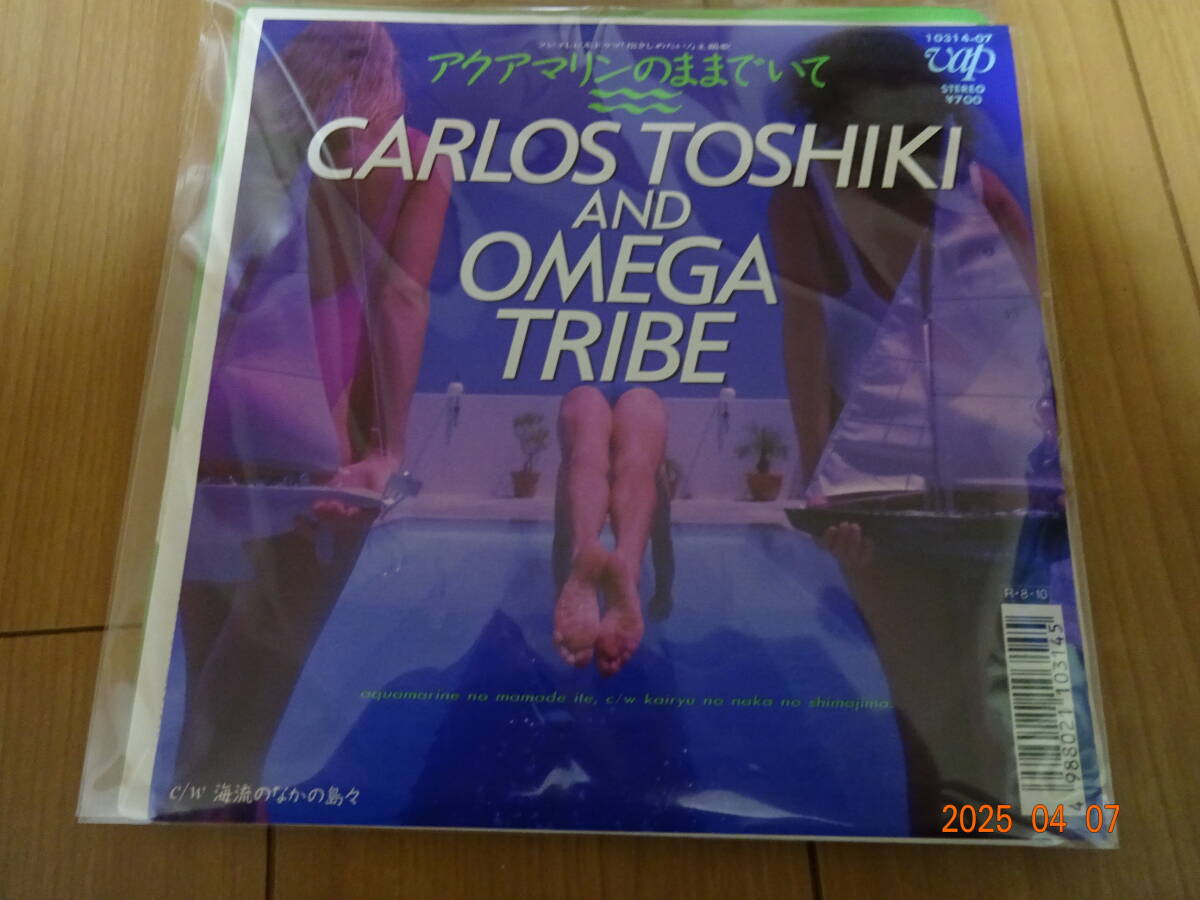 フジテレビ系ドラマ「抱きしめたい!」主題歌
アクアマリンのままでいて
10314-07
vap
STEREO
¥700
CARLOS TOSHIKI
AND
OMEGA
TRIBE
R・8・10
4 988021 103145
aquamarine no mamade ite, c/w kairyu no naka no shimajima.
c/w 海流のなかの島々
2025 04 07